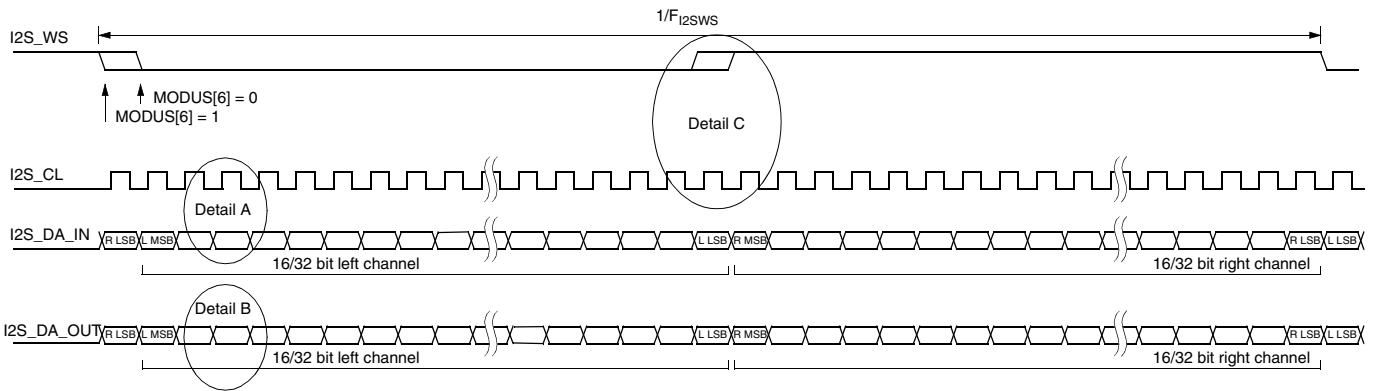 1/FI2SWS
I2S_WS
MODUS[6] = 0
MODUS[6] = 1
Detail C
I2S_CL
Detail A
I2S_DA_IN
R LSB L MSB L LSB R MSB R LSB L LSB
16/32 bit left channel 16/32 bit right channel
Detail B
I2S_DA_OUT
R LSB L MSB L LSB R MSB R LSB L LSB
16/32 bit left channel 16/32 bit right channel